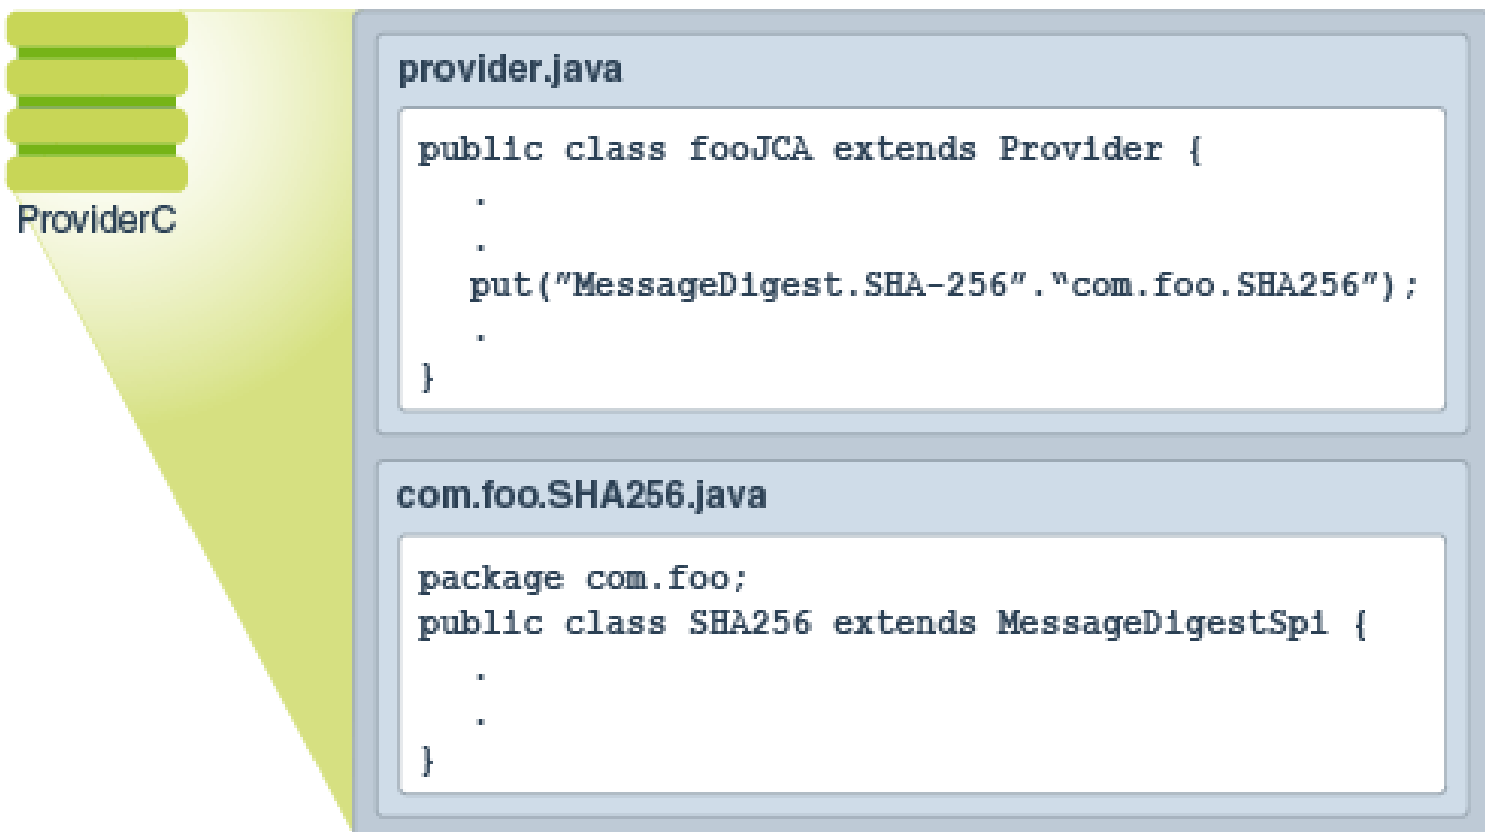 ProviderC
provider.java
public class fooJCA extends Provider {
.
.
put("MessageDigest.SHA-256"."com.foo.SHA256");
.
}
com.foo.SHA256.java
package com.foo;
public class SHA256 extends MessageDigestSpi {
.
.
}